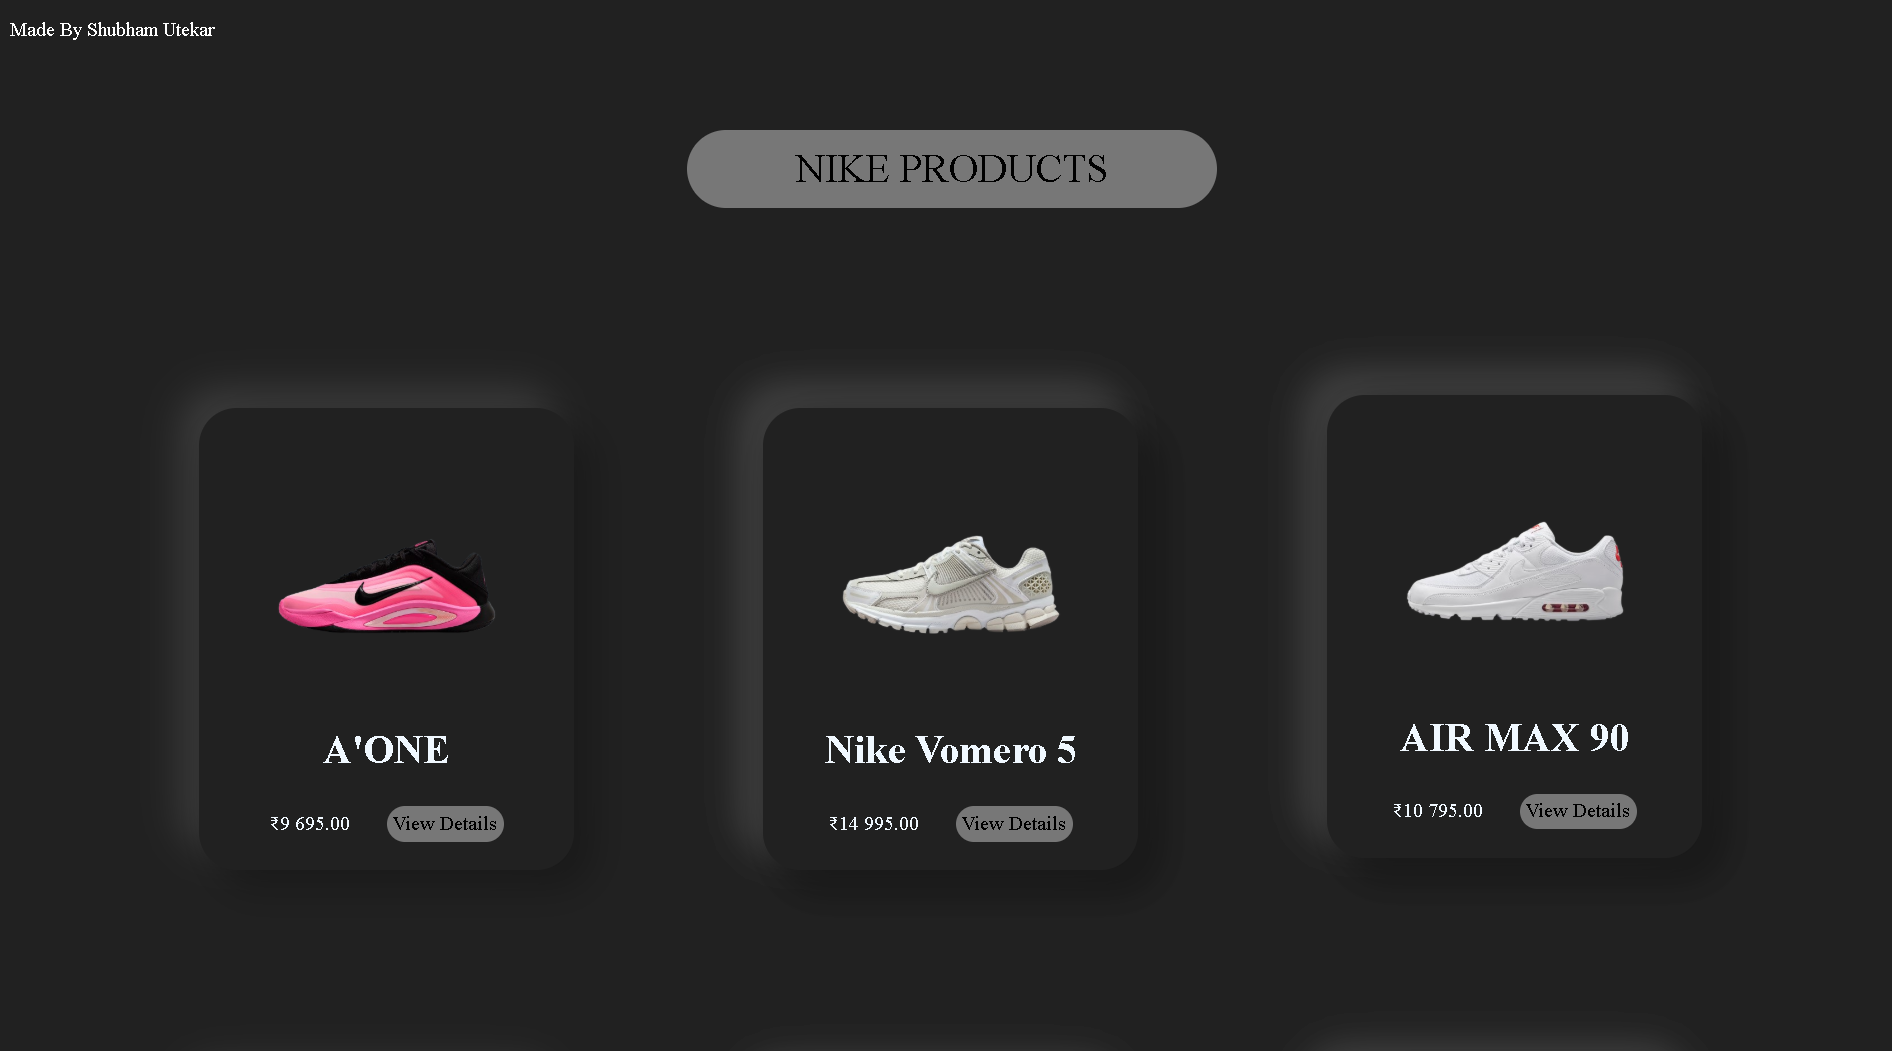 Made By Shubham Utekar
NIKE PRODUCTS
A'ONE
₹9 695.00 View Details
Nike Vomero 5
₹14 995.00 View Details
AIR MAX 90
₹10 795.00 View Details